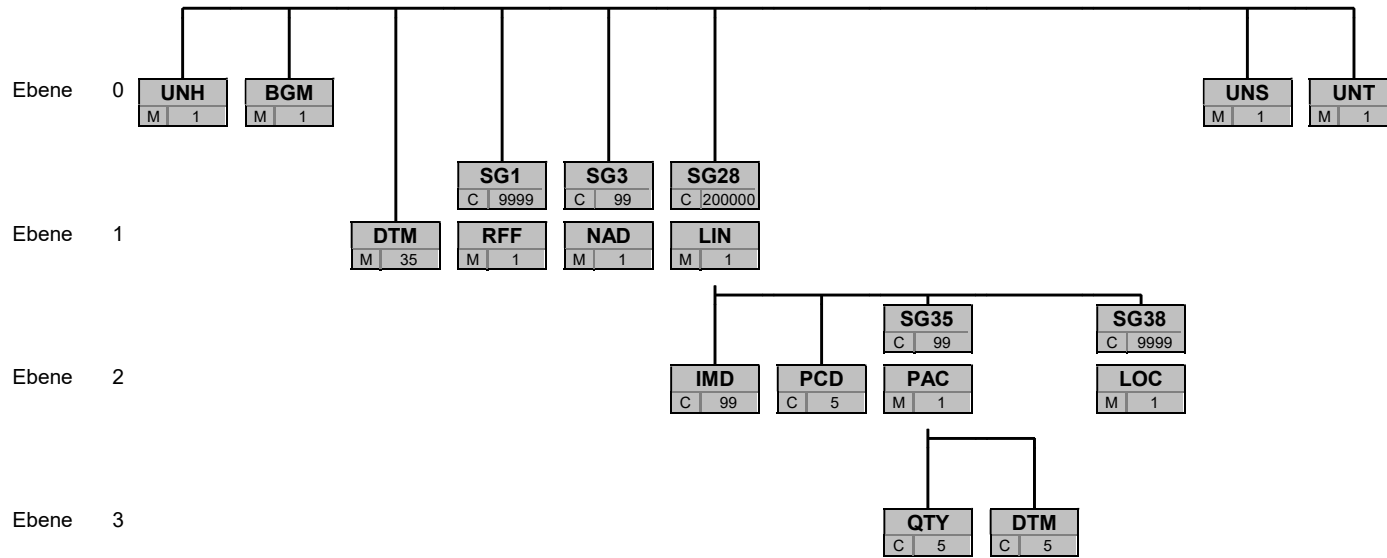 Ebene 0 UNH BGM UNS UNT
M 1 M 1 M 1 M 1
SG1 SG3 SG28
C 9999 C 99 C 200000
Ebene 1 DTM RFF NAD LIN
M 35 M 1 M 1 M 1
SG35 SG38
C 99 C 9999
Ebene 2 IMD PCD PAC LOC
C 99 C 5 M 1 M 1
Ebene 3 QTY DTM
C 5 C 5